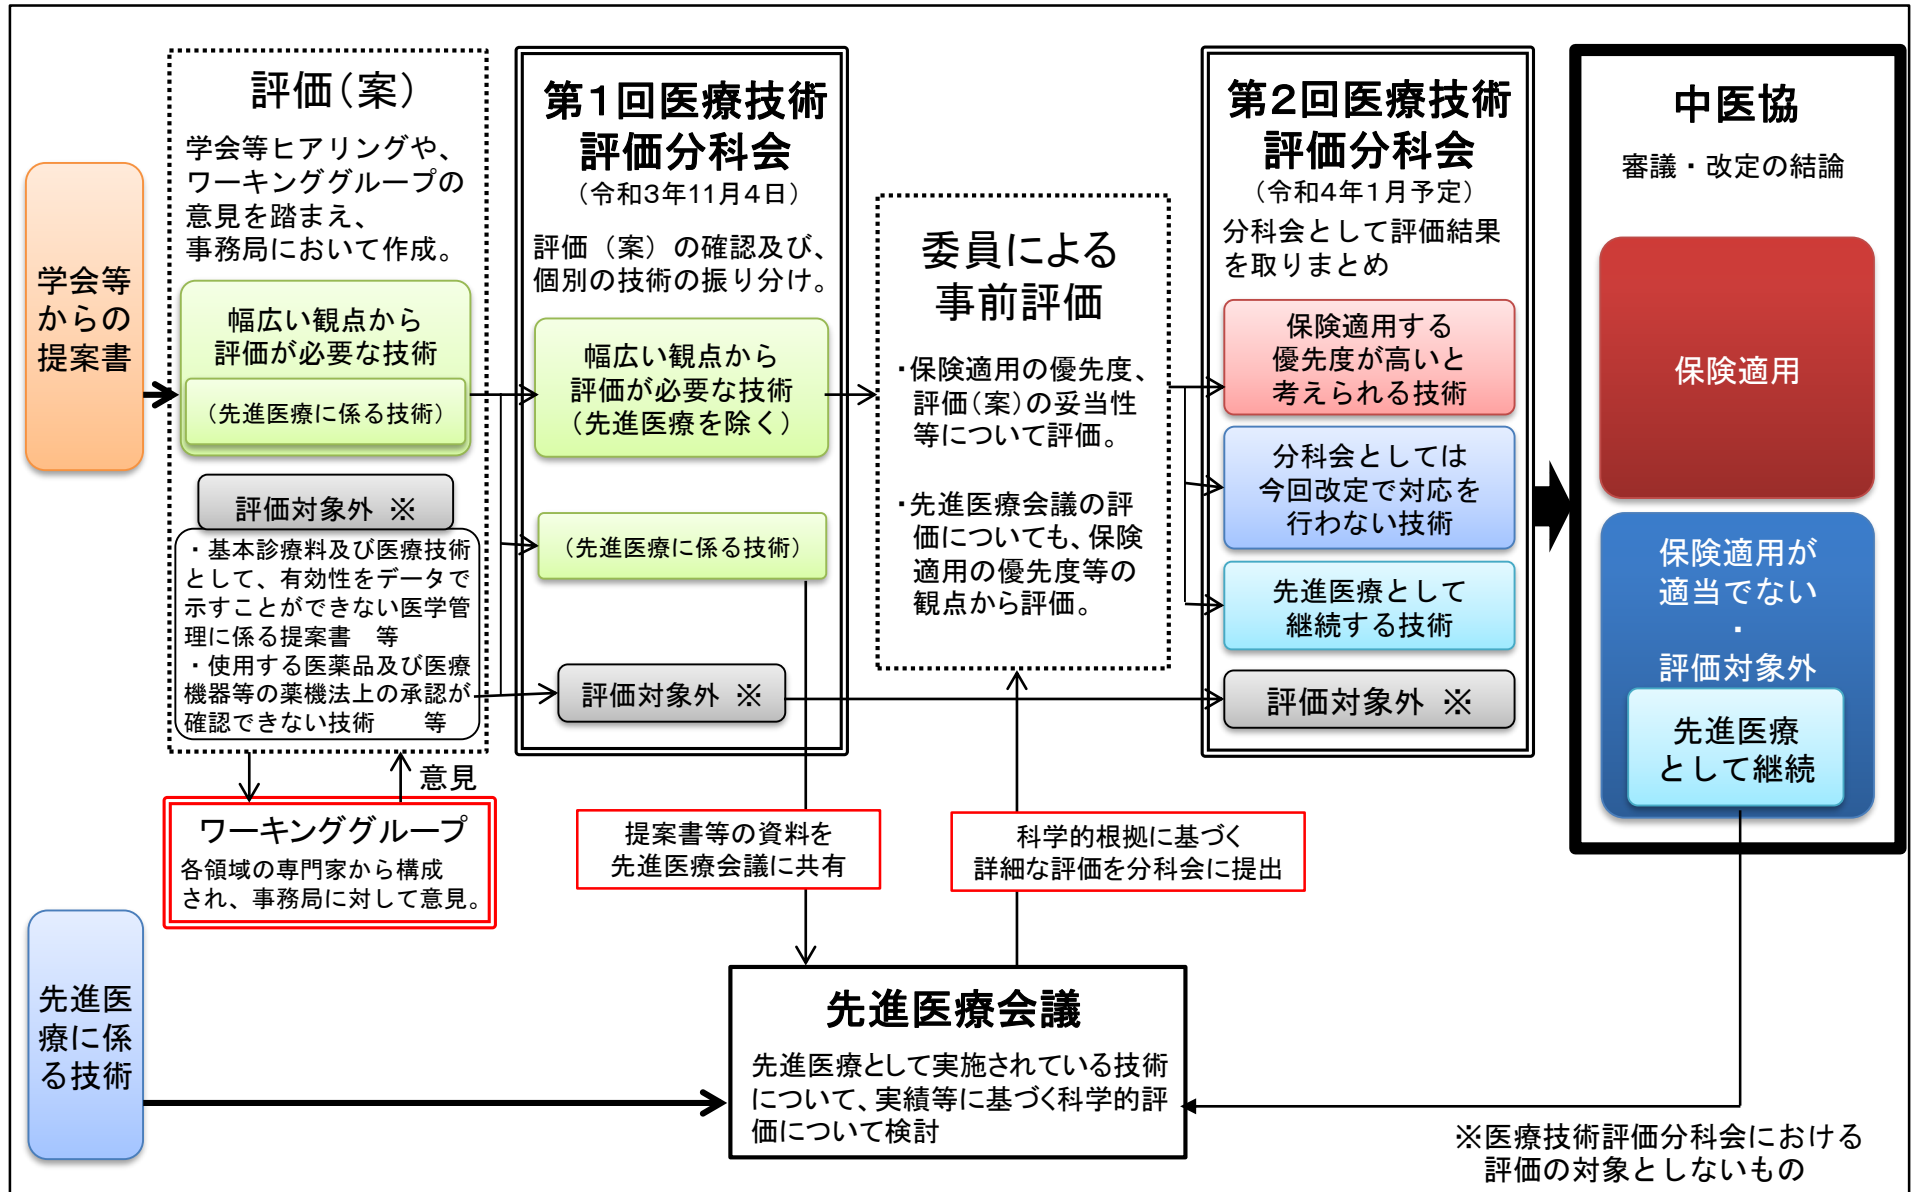 学会等
からの
提案書
評価（案）
学会等ヒアリングや、
ワーキンググループの
意見を踏まえ、
事務局において作成。
幅広い観点から
評価が必要な技術
（先進医療に係る技術）
評価対象外 ※
・基本診療料及び医療技術
として、有効性をデータで
示すことができない医学管
理に係る提案書　等
・使用する医薬品及び医療
機器等の薬機法上の承認が
確認できない技術　　等
意見
ワーキンググループ
各領域の専門家から構成
され、事務局に対して意見。
第1回医療技術
評価分科会
（令和3年11月4日）
評価（案）の確認及び、
個別の技術の振り分け。
幅広い観点から
評価が必要な技術
（先進医療を除く）
（先進医療に係る技術）
評価対象外 ※
提案書等の資料を
先進医療会議に共有
委員による
事前評価
・保険適用の優先度、
評価（案）の妥当性
等について評価。
・先進医療会議の評
価についても、保険
適用の優先度等の
観点から評価。
科学的根拠に基づく
詳細な評価を分科会に提出
第2回医療技術
評価分科会
（令和4年1月予定）
分科会として評価結果
を取りまとめ
保険適用する
優先度が高いと
考えられる技術
分科会としては
今回改定で対応を
行わない技術
先進医療として
継続する技術
評価対象外 ※
中医協
審議・改定の結論
保険適用
保険適用が
適当でない
・
評価対象外
先進医療
として継続
先進医
療に係
る技術
先進医療会議
先進医療として実施されている技術
について、実績等に基づく科学的評
価について検討
※医療技術評価分科会における
評価の対象としないもの